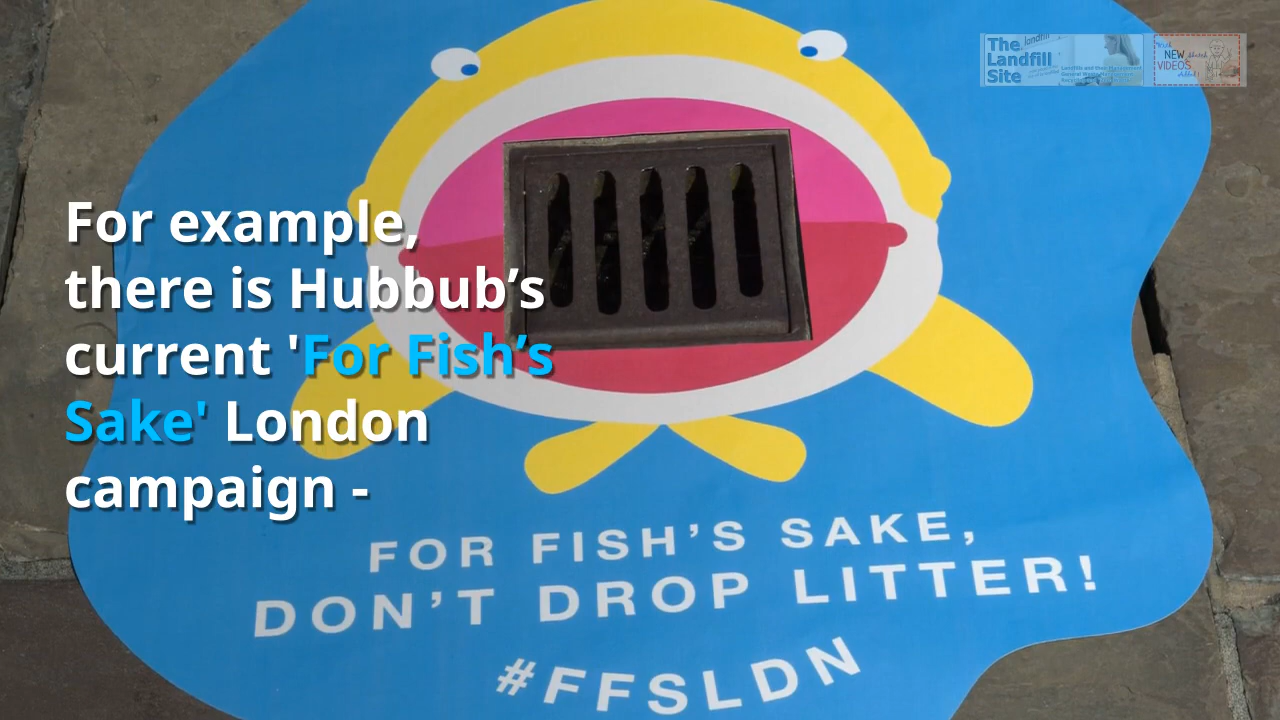 The
Landfill
Site
NEW
VIDEOS
For example,
there is Hubbub’s
current 'For Fish’s
Sake' London
campaign -
FOR FISH’S SAKE,
DON’T DROP LITTER!
#FFSLDN